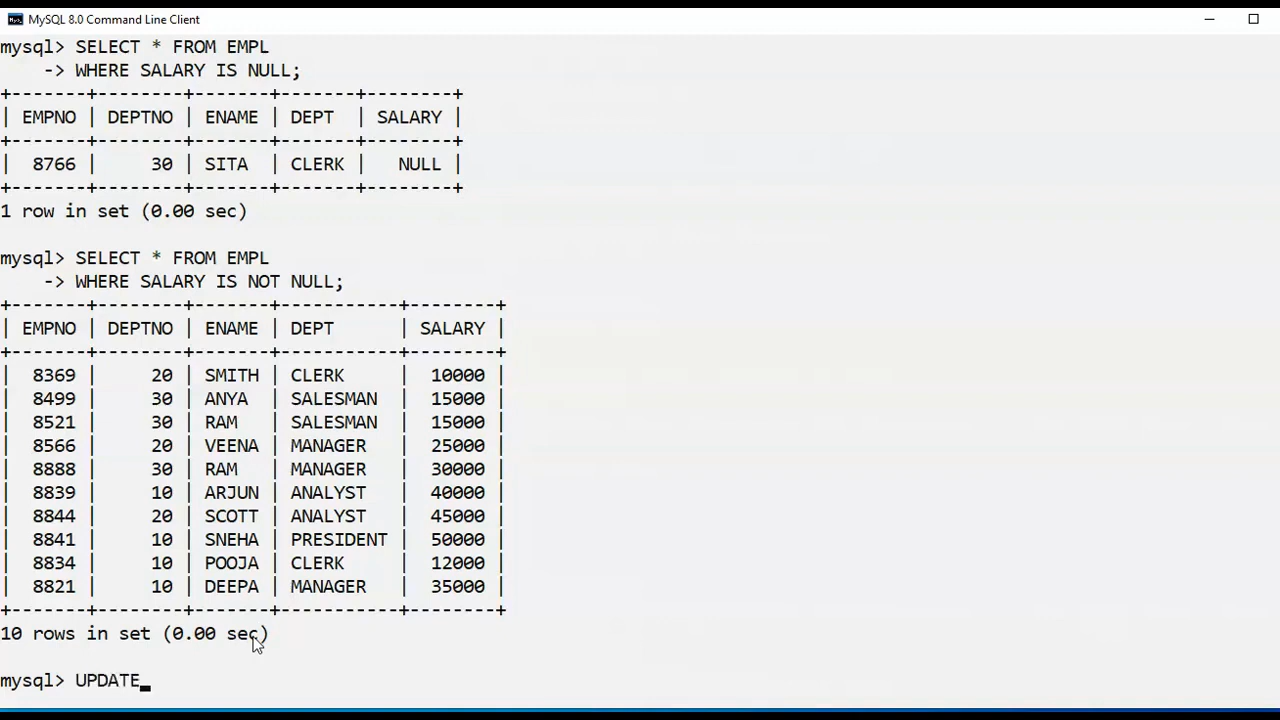 MySQL 8.0 Command Line Client
mysql> SELECT * FROM EMPL
    -> WHERE SALARY IS NULL;
+-------+--------+-------+-------+--------+
| EMPNO | DEPTNO | ENAME | DEPT  | SALARY |
+-------+--------+-------+-------+--------+
|  8766 |     30 | SITA  | CLERK |   NULL |
+-------+--------+-------+-------+--------+
1 row in set (0.00 sec)
mysql> SELECT * FROM EMPL
    -> WHERE SALARY IS NOT NULL;
+-------+--------+-------+-----------+--------+
| EMPNO | DEPTNO | ENAME | DEPT      | SALARY |
+-------+--------+-------+-----------+--------+
|  8369 |     20 | SMITH | CLERK     |  10000 |
|  8499 |     30 | ANYA  | SALESMAN  |  15000 |
|  8521 |     30 | RAM   | SALESMAN  |  15000 |
|  8566 |     20 | VEENA | MANAGER   |  25000 |
|  8888 |     30 | RAM   | MANAGER   |  30000 |
|  8839 |     10 | ARJUN | ANALYST   |  40000 |
|  8844 |     20 | SCOTT | ANALYST   |  45000 |
|  8841 |     10 | SNEHA | PRESIDENT |  50000 |
|  8834 |     10 | POOJA | CLERK     |  12000 |
|  8821 |     10 | DEEPA | MANAGER   |  35000 |
+-------+--------+-------+-----------+--------+
10 rows in set (0.00 sec)
mysql> UPDATE_